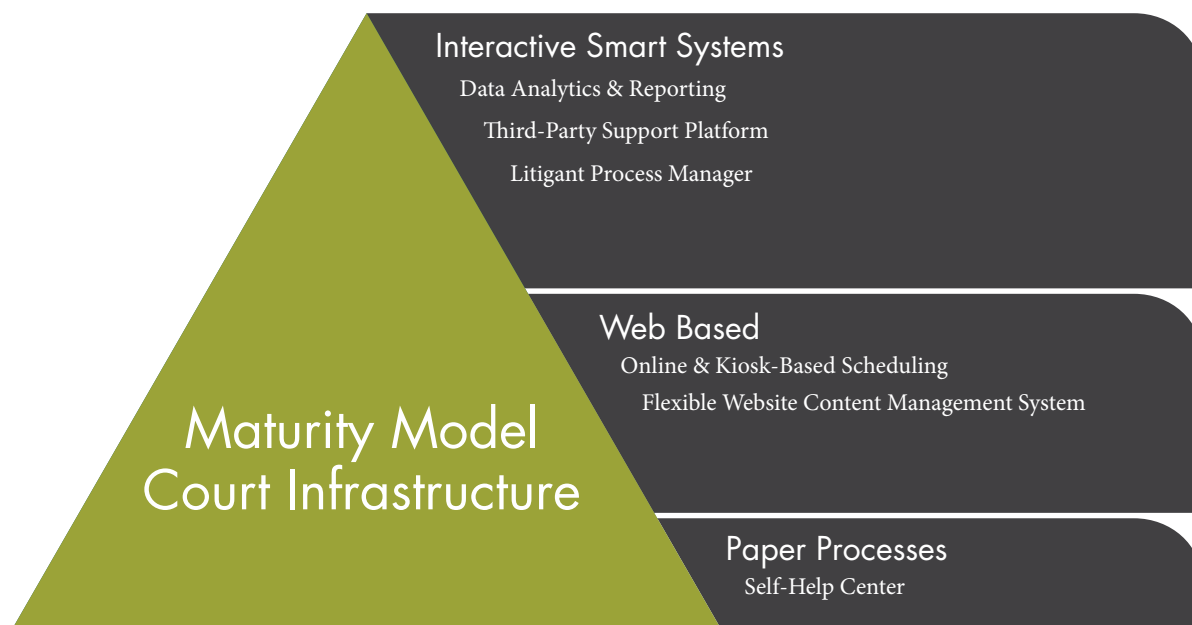 Interactive Smart Systems
Data Analytics & Reporting
Third-Party Support Platform
Litigant Process Manager
Web Based
Online & Kiosk-Based Scheduling
Flexible Website Content Management System
Maturity Model
Court Infrastructure
Paper Processes
Self-Help Center